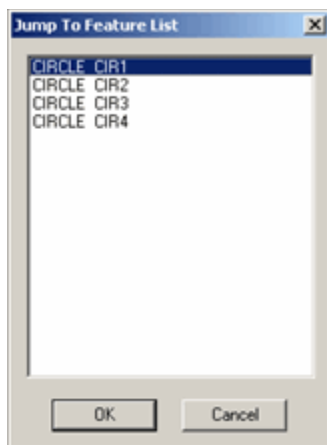 Jump To Feature List
CIRCLE CIR1
CIRCLE CIR2
CIRCLE CIR3
CIRCLE CIR4
OK
Cancel